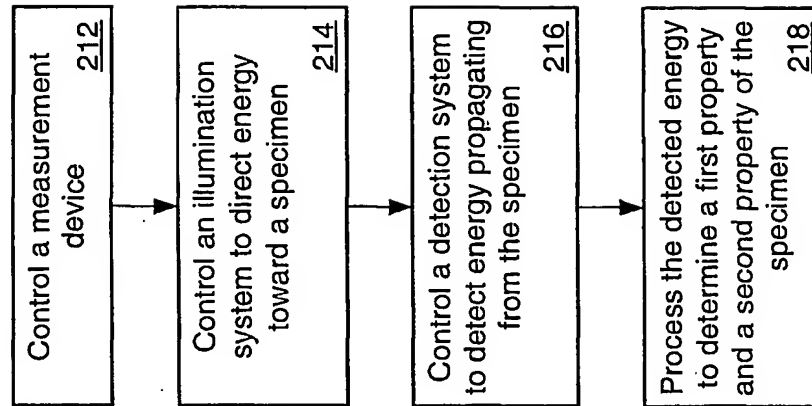 Control a measurement
device
212
Control an illumination
system to direct energy
toward a specimen
214
Control a detection system
to detect energy propagating
from the specimen
216
Process the detected energy
to determine a first property
and a second property of the
specimen
218